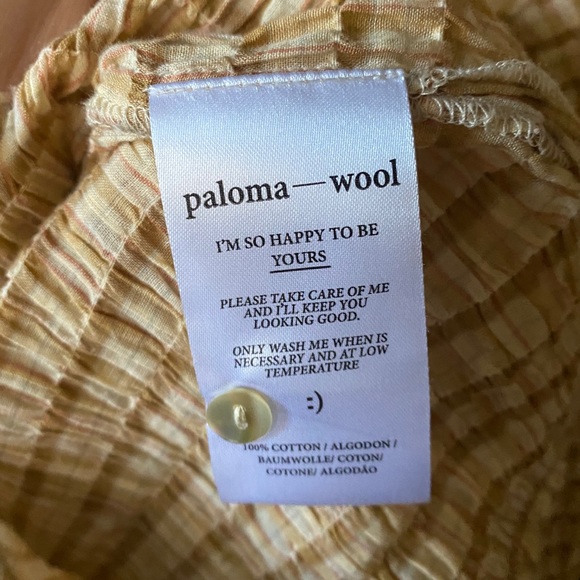 paloma—wool
I'M SO HAPPY TO BE
YOURS
PLEASE TAKE CARE OF ME
AND I'LL KEEP YOU
LOOKING GOOD.
ONLY WASH ME WHEN IS
NECESSARY AND AT LOW
TEMPERATURE
:)
100% COTTON / ALGODON /
BAUMWOLLE/ COTON/
COTONE/ ALGODÃO